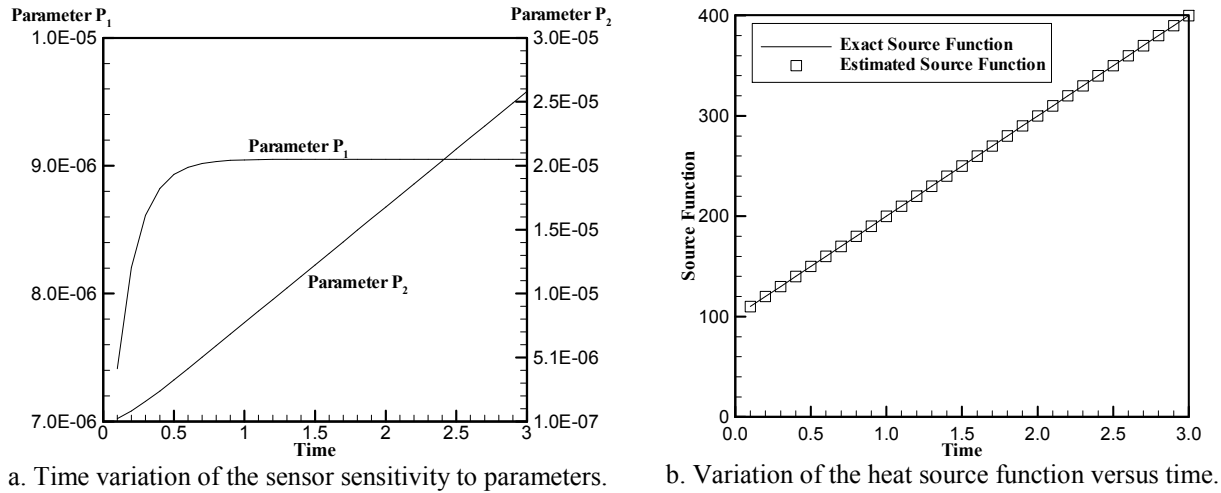 Parameter P1
Parameter P2
1.0E-05
9.0E-06
8.0E-06
7.0E-06
3.0E-05
2.5E-05
2.0E-05
1.5E-05
1.0E-05
5.1E-06
1.0E-07
Parameter P1
Parameter P2
0 0.5 1 1.5 2 2.5 3
Time
a. Time variation of the sensor sensitivity to parameters.
400
300
200
100
0
Source Function
Exact Source Function
Estimated Source Function
0.0 0.5 1.0 1.5 2.0 2.5 3.0
Time
b. Variation of the heat source function versus time.